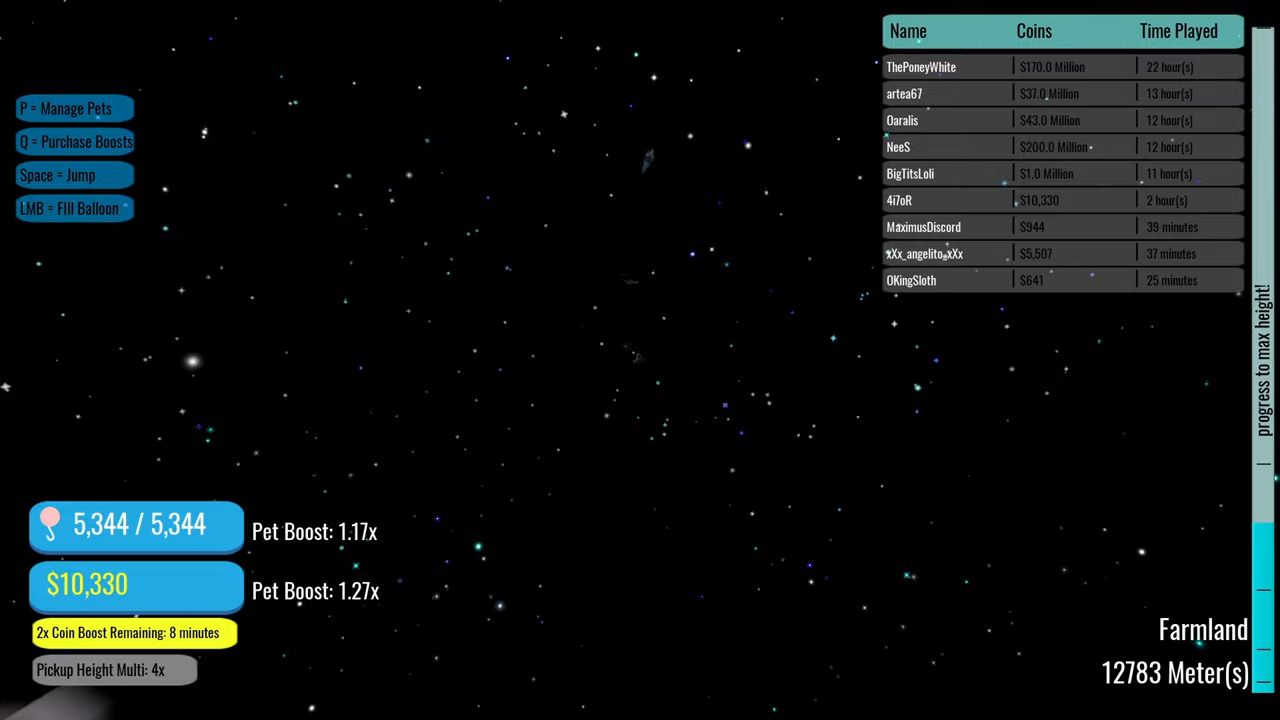 Name Coins Time Played
ThePoneyWhite $170.0 Million 22 hour(s)
artea67 $37.0 Million 13 hour(s)
Oaralis $43.0 Million 12 hour(s)
NeeS $200.0 Million 12 hour(s)
BigTitsLoli $1.0 Million 11 hour(s)
4i7oR $10,330 2 hour(s)
MaximusDiscord $944 39 minutes
xXx_angelito_xXx $5,507 37 minutes
OKingSloth $641 25 minutes
P = Manage Pets
Q = Purchase Boosts
Space = Jump
LMB = FIll Balloon
progress to max height!
5,344 / 5,344
Pet Boost: 1.17x
$10,330
Pet Boost: 1.27x
2x Coin Boost Remaining: 8 minutes
Pickup Height Multi: 4x
Farmland
12783 Meter(s)